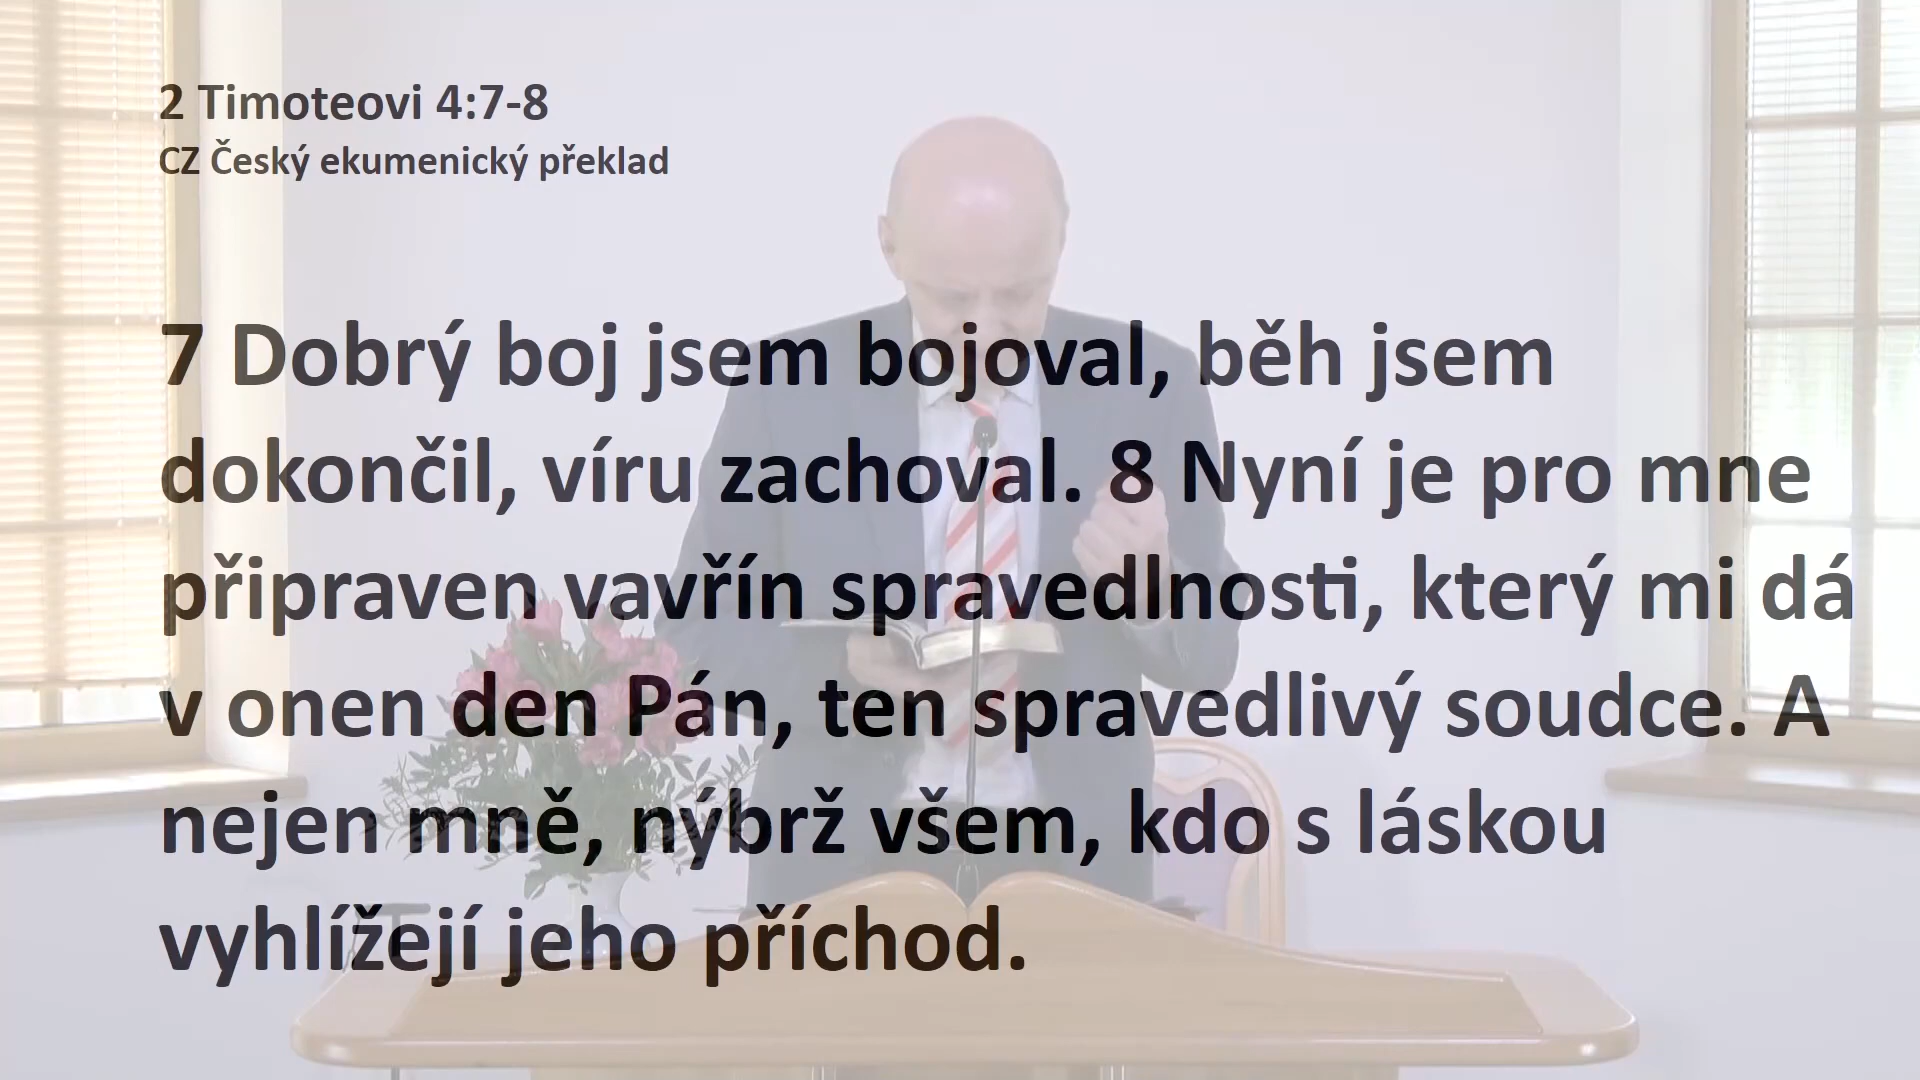 2 Timoteovi 4:7-8
CZ Český ekumenický překlad
7 Dobrý boj jsem bojoval, běh jsem
dokončil, víru zachoval. 8 Nyní je pro mne
připraven vavřín spravedlnosti, který mi dá
v onen den Pán, ten spravedlivý soudce. A
nejen mně, nýbrž všem, kdo s láskou
vyhlížejí jeho příchod.